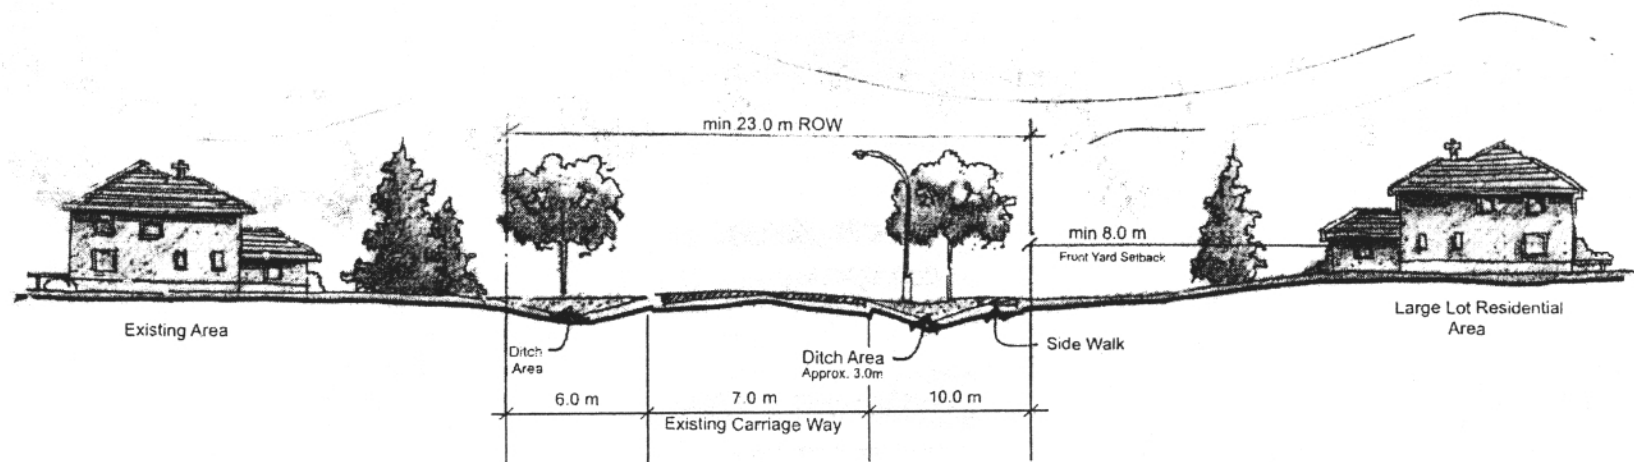 min 23.0 m ROW
min 8.0 m
Front Yard Setback
Existing Area
Large Lot Residential
Area
Ditch
Area
Ditch Area
Approx. 3.0m
Side Walk
6.0 m
7.0 m
10.0 m
Existing Carriage Way